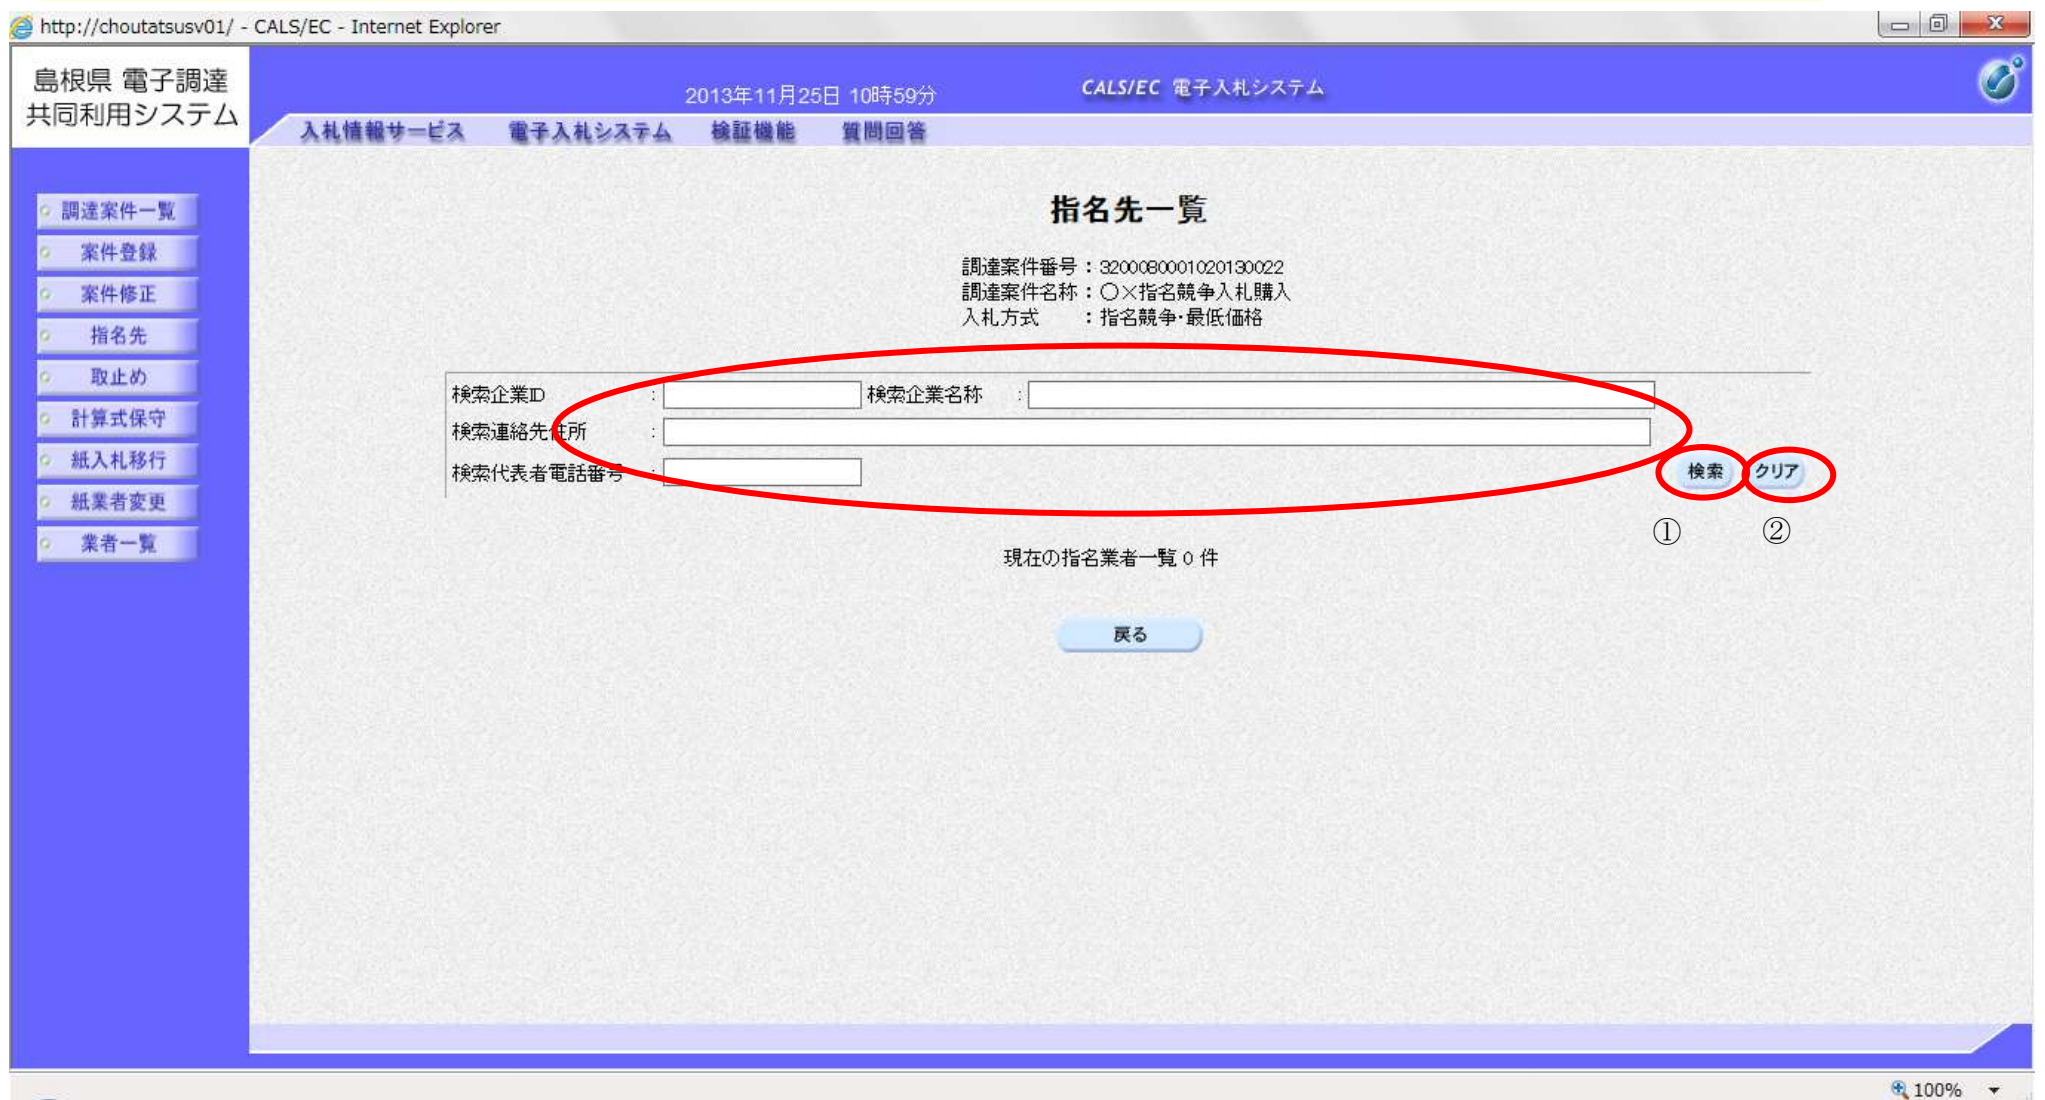 http://choutatsusv01/ - CALS/EC - Internet Explorer
島根県 電子調達
共同利用システム
2013年11月25日 10時59分
CALS/EC 電子入札システム
入札情報サービス 電子入札システム 検証機能 質問回答
調達案件一覧
案件登録
案件修正
指名先
取止め
計算式保守
紙入札移行
紙業者変更
業者一覧
指名先一覧
調達案件番号：3200080001020130022
調達案件名称：〇×指名競争入札購入
入札方式 ：指名競争・最低価格
検索企業ID : 検索企業名称 :
検索連絡先住所 :
検索代表者電話番号 :
検索 クリア
① ②
現在の指名業者一覧 0 件
戻る
100%